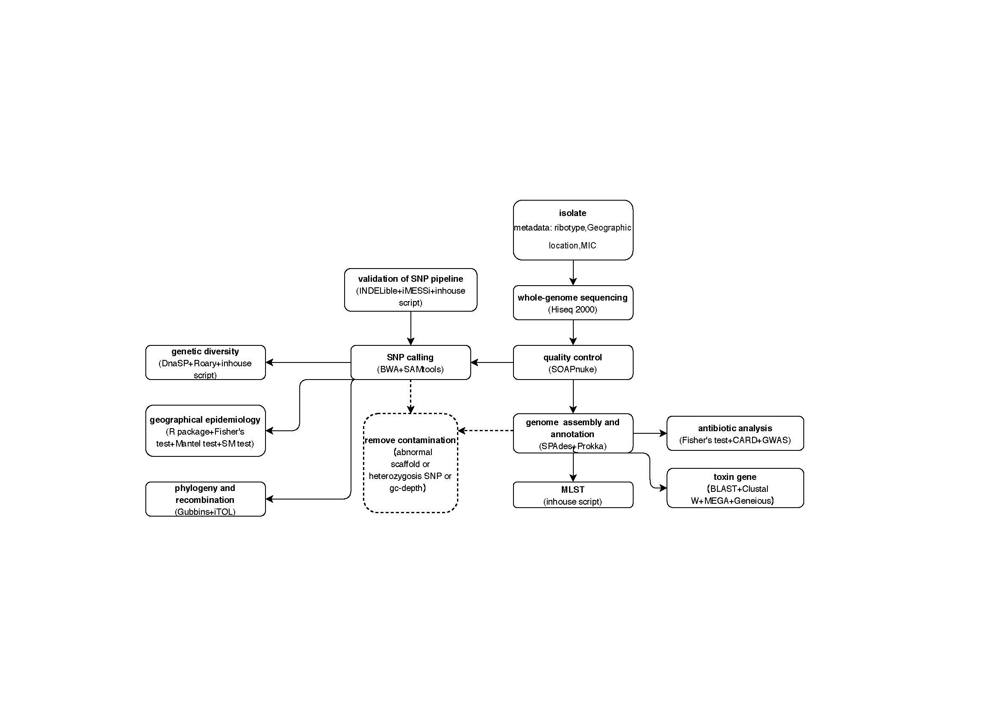 isolate
metadata: ribotype,Geographic
location,MIC
validation of SNP pipeline
(INDELible+iMESSi+inhouse
script)
whole-genome sequencing
(Hiseq 2000)
genetic diversity
(DnaSP+Roary+inhouse
script)
SNP calling
(BWA+SAMtools)
quality control
(SOAPnuke)
geographical epidemiology
(R package+Fisher's
test+Mantel test+SM test)
remove contamination
(abnormal
scaffold or
heterozygosis SNP or
gc-depth)
genome assembly and
annotation
(SPAdes+Prokka)
antibiotic analysis
(Fisher's test+CARD+GWAS)
phylogeny and
recombination
(Gubbins+iTOL)
MLST
(inhouse script)
toxin gene
(BLAST+Clustal
W+MEGA+Geneious)